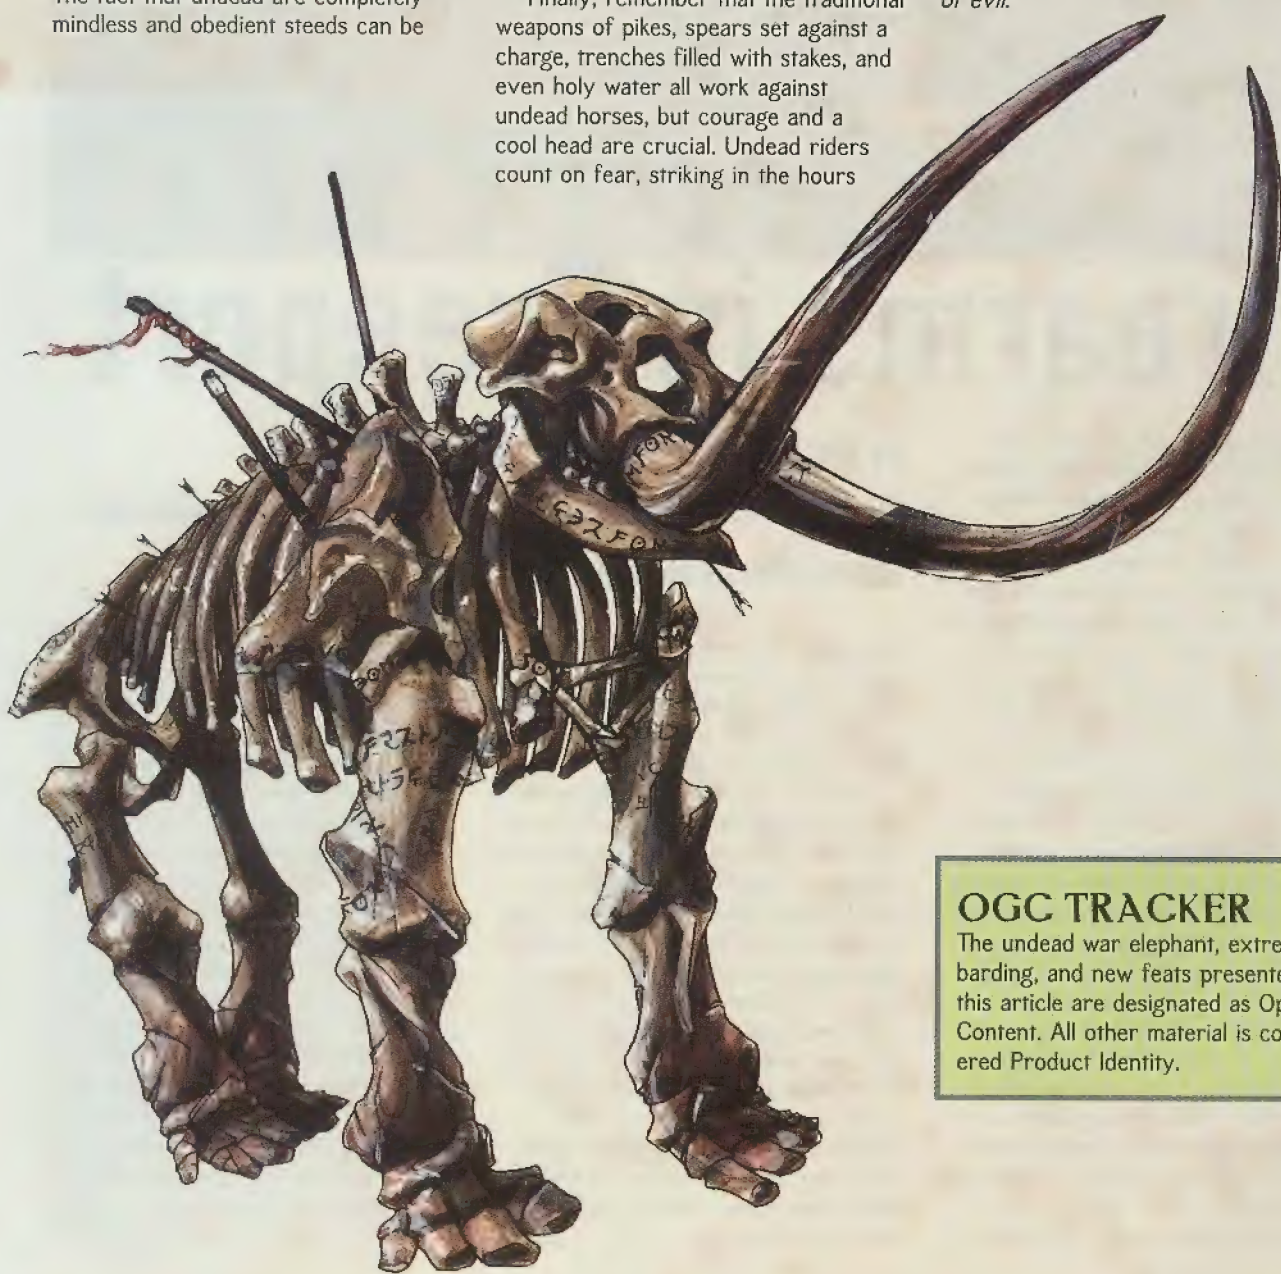 mindless and obedient steeds can be
weapons of pikes, spears set against a
charge, trenches filled with stakes, and
even holy water all work against
undead horses, but courage and a
cool head are crucial. Undead riders
count on fear, striking in the hours
of evil.
OGC TRACKER
The undead war elephant, extre
barding, and new feats presente
this article are designated as Op
Content. All other material is co
ered Product Identity.